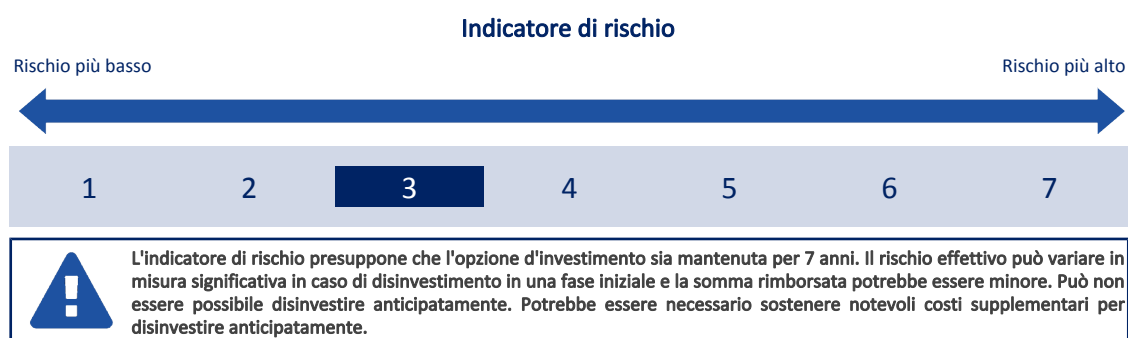 Indicatore di rischio
Rischio più basso
Rischio più alto
1 2 3 4 5 6 7
L'indicatore di rischio presuppone che l'opzione d'investimento sia mantenuta per 7 anni. Il rischio effettivo può variare in
misura significativa in caso di disinvestimento in una fase iniziale e la somma rimborsata potrebbe essere minore. Può non
essere possibile disinvestire anticipatamente. Potrebbe essere necessario sostenere notevoli costi supplementari per
disinvestire anticipatamente.